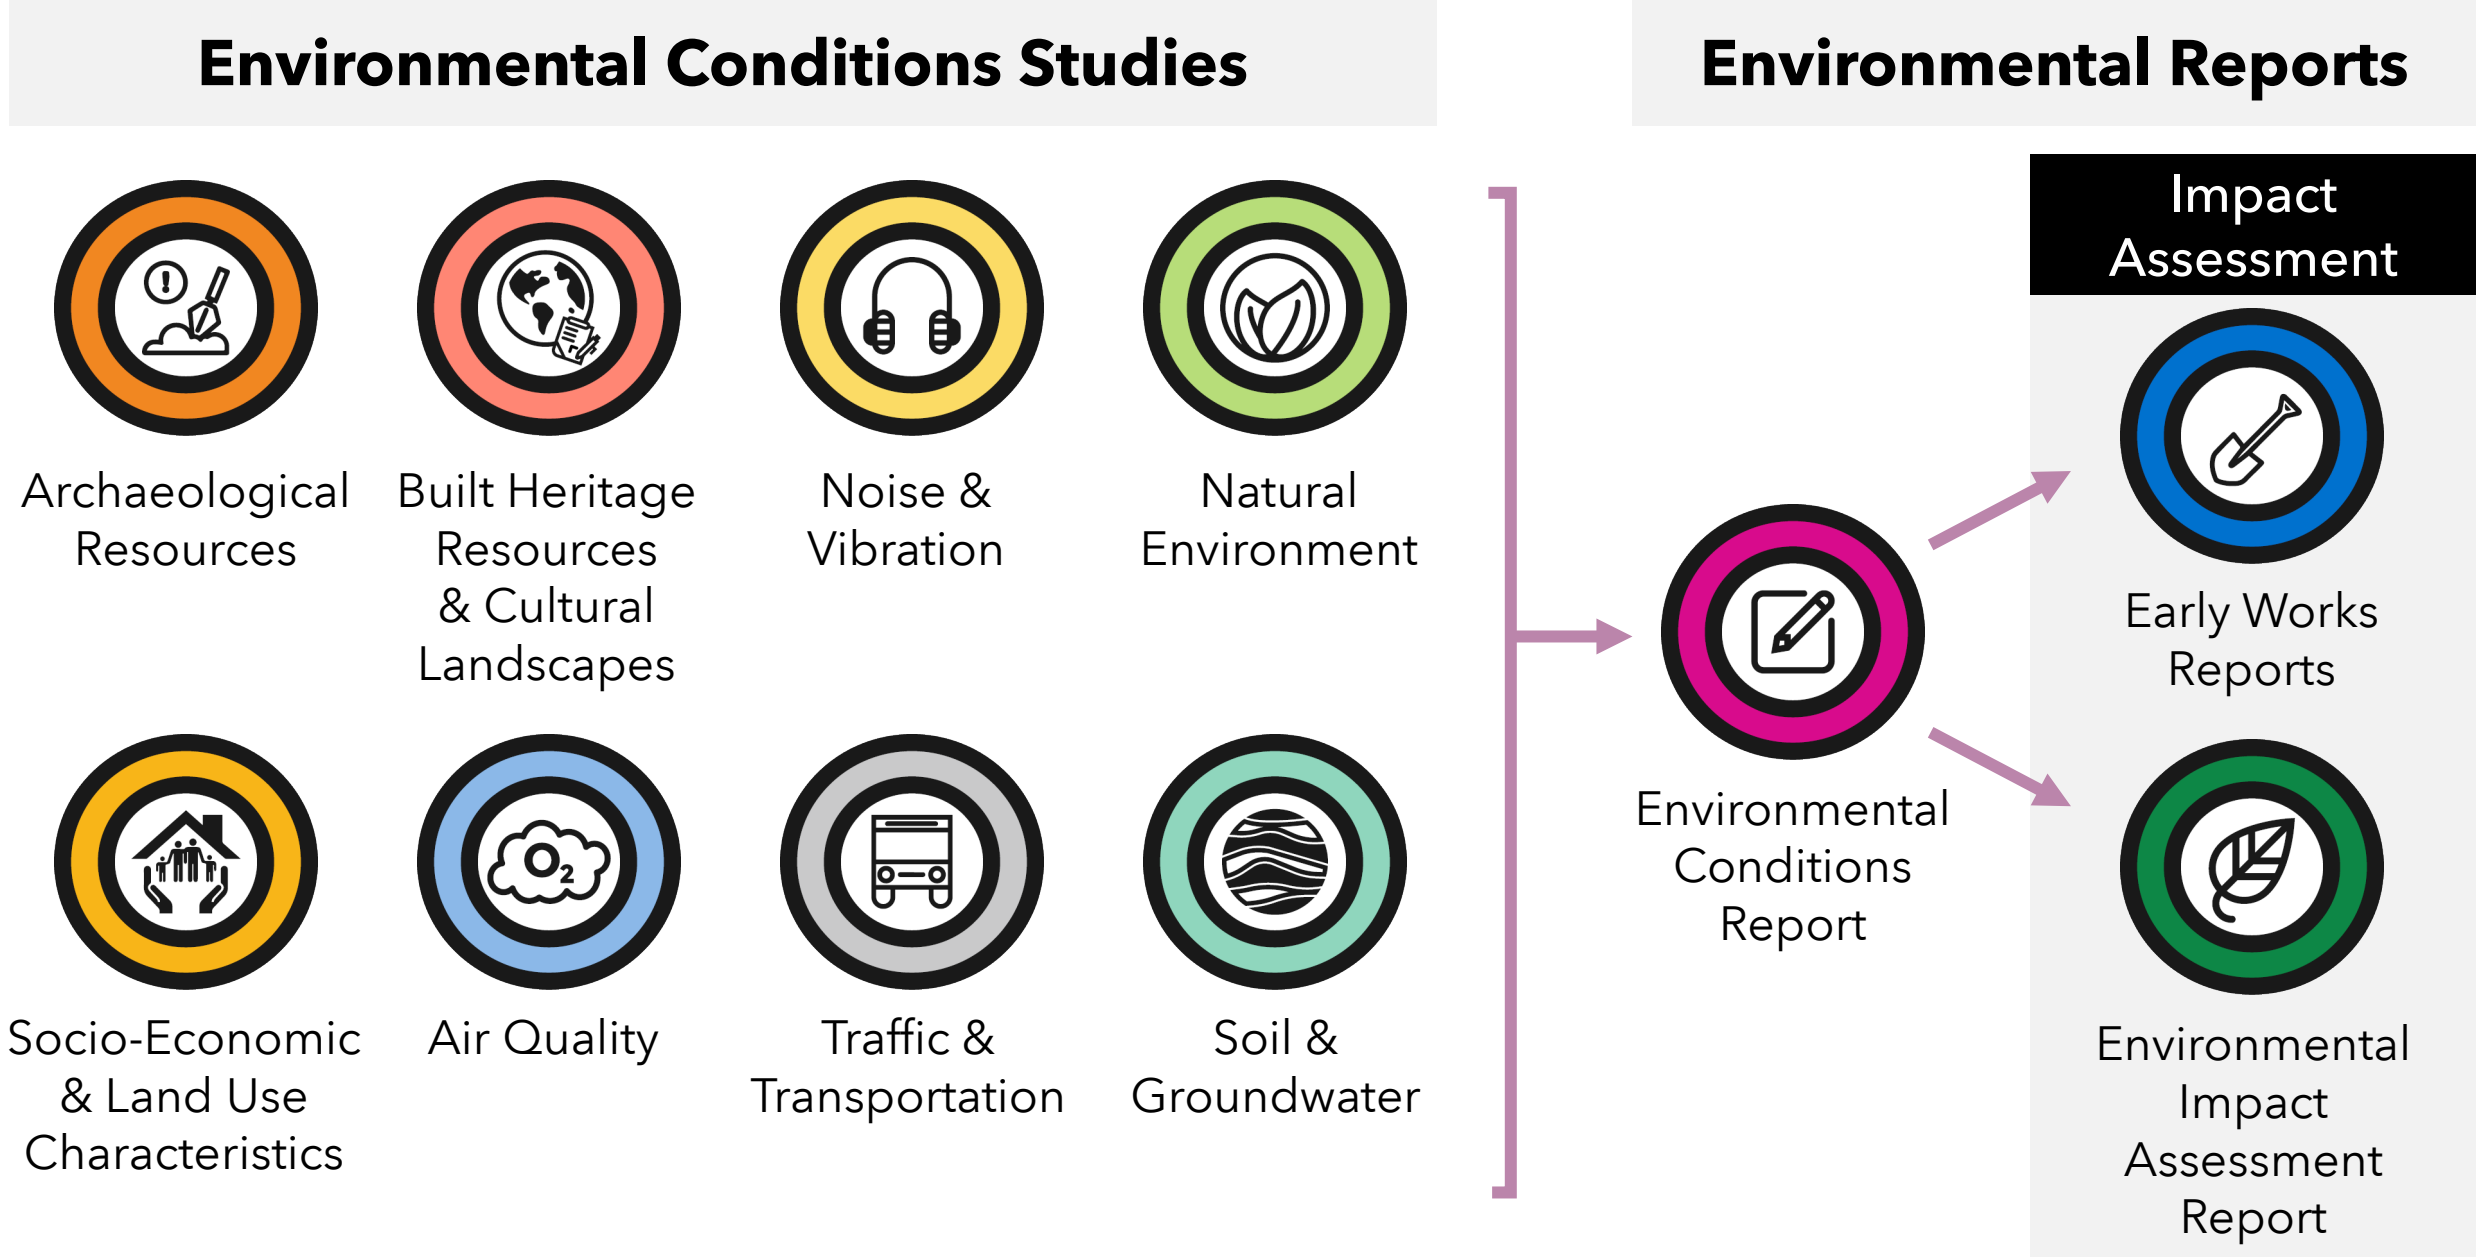 Environmental Conditions Studies
Environmental Reports
Archaeological
Resources
Built Heritage
Resources
& Cultural
Landscapes
Noise &
Vibration
Natural
Environment
Socio-Economic
& Land Use
Characteristics
O2
Air Quality
Traffic &
Transportation
Soil &
Groundwater
Environmental
Conditions
Report
Impact
Assessment
Early Works
Reports
Environmental
Impact
Assessment
Report